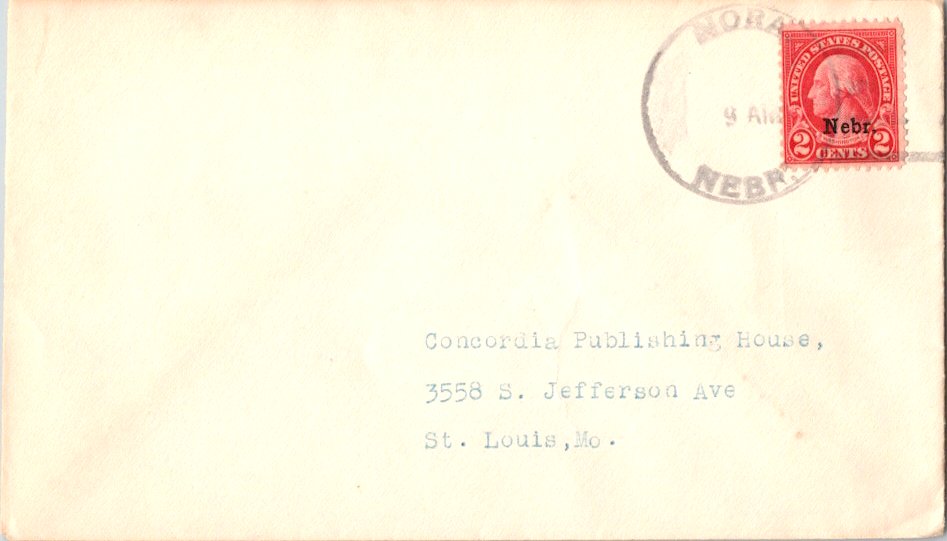 NORA
9 AM
NEBR.
UNITED STATES POSTAGE
Nebr.
2 CENTS 2
Concordia Publishing House,
3558 S. Jefferson Ave
St. Louis,Mo.